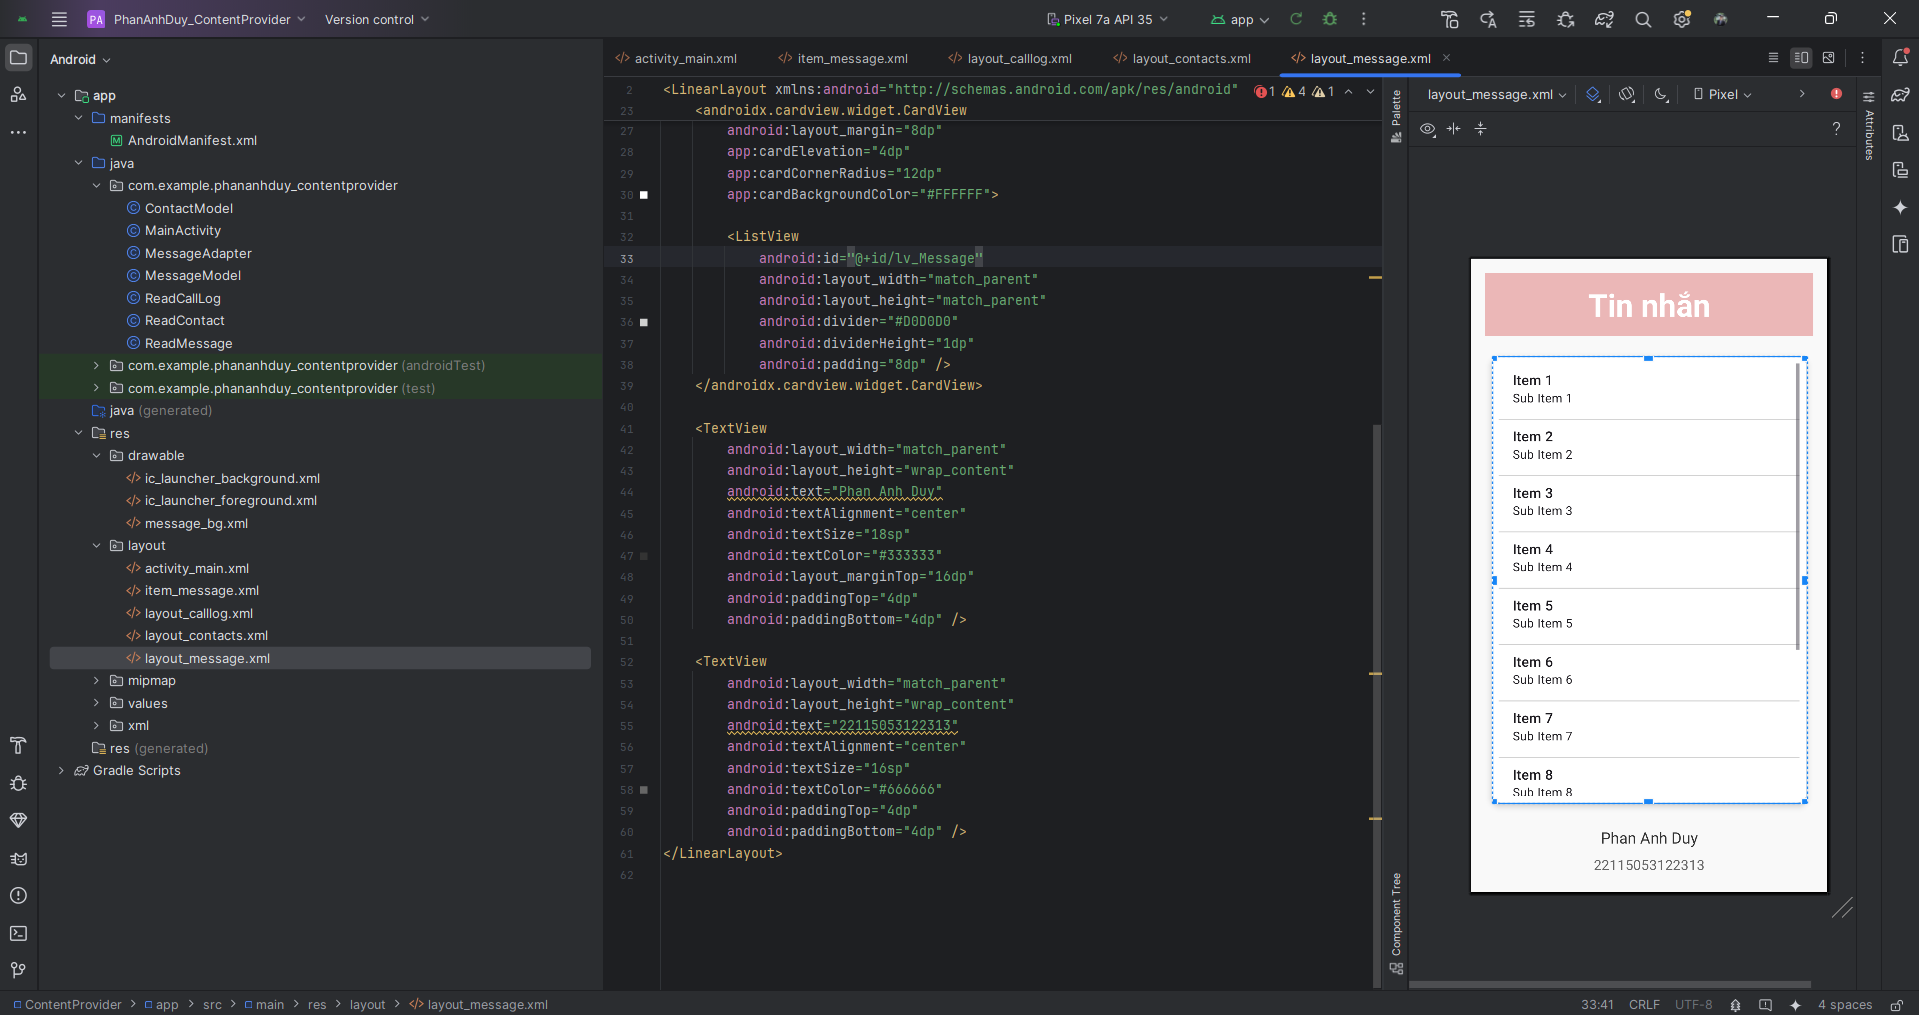 PA PhanAnhDuy_ContentProvider Version control Pixel 7a API 35 app
Android
app
manifests
AndroidManifest.xml
java
com.example.phananhduy_contentprovider
ContactModel
MainActivity
MessageAdapter
MessageModel
ReadCallLog
ReadContact
ReadMessage
com.example.phananhduy_contentprovider (androidTest)
com.example.phananhduy_contentprovider (test)
java (generated)
res
drawable
ic_launcher_background.xml
ic_launcher_foreground.xml
message_bg.xml
layout
activity_main.xml
item_message.xml
layout_calllog.xml
layout_contacts.xml
layout_message.xml
mipmap
values
xml
res (generated)
Gradle Scripts
activity_main.xml item_message.xml layout_calllog.xml layout_contacts.xml layout_message.xml
2 <LinearLayout xmlns:android="http://schemas.android.com/apk/res/android" 1 4 1
23 <androidx.cardview.widget.CardView
27 android:layout_margin="8dp"
28 app:cardElevation="4dp"
29 app:cardCornerRadius="12dp"
30 app:cardBackgroundColor="#FFFFFF">
31
32 <ListView
33 android:id="@+id/lv_Message"
34 android:layout_width="match_parent"
35 android:layout_height="match_parent"
36 android:divider="#D0D0D0"
37 android:dividerHeight="1dp"
38 android:padding="8dp" />
39 </androidx.cardview.widget.CardView>
40
41 <TextView
42 android:layout_width="match_parent"
43 android:layout_height="wrap_content"
44 android:text="Phan Anh Duy"
45 android:textAlignment="center"
46 android:textSize="18sp"
47 android:textColor="#333333"
48 android:layout_marginTop="16dp"
49 android:paddingTop="4dp"
50 android:paddingBottom="4dp" />
51
52 <TextView
53 android:layout_width="match_parent"
54 android:layout_height="wrap_content"
55 android:text="22115053122313"
56 android:textAlignment="center"
57 android:textSize="16sp"
58 android:textColor="#666666"
59 android:paddingTop="4dp"
60 android:paddingBottom="4dp" />
61 </LinearLayout>
62
Palette
Component Tree
layout_message.xml Pixel
?
Attributes
Tin nhắn
Item 1
Sub Item 1
Item 2
Sub Item 2
Item 3
Sub Item 3
Item 4
Sub Item 4
Item 5
Sub Item 5
Item 6
Sub Item 6
Item 7
Sub Item 7
Item 8
Sub Item 8
Phan Anh Duy
22115053122313
ContentProvider > app > src > main > res > layout > layout_message.xml
33:41 CRLF UTF-8 4 spaces